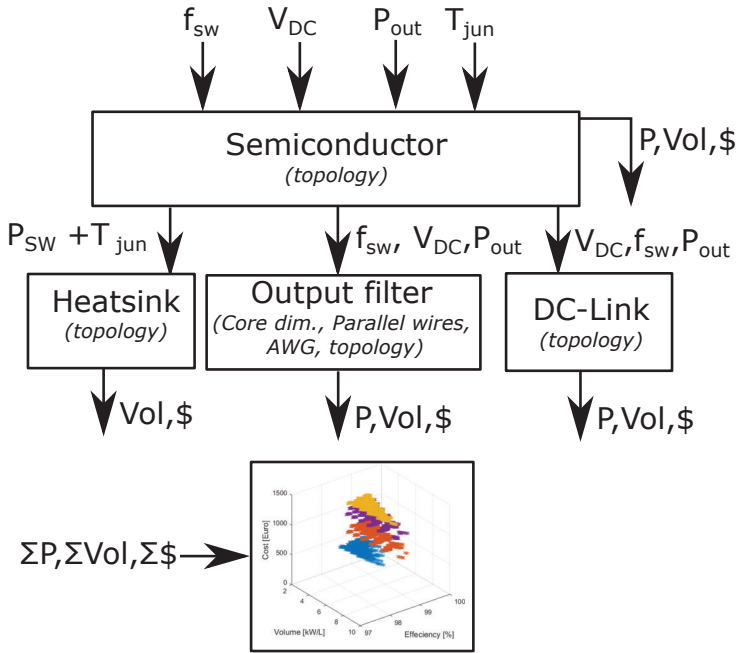 f_sw V_DC P_out T_jun
Semiconductor
(topology)
P,Vol,$
P_SW +T_jun
f_sw, V_DC,P_out
V_DC,f_sw,P_out
Heatsink
(topology)
Output filter
(Core dim., Parallel wires,
AWG, topology)
DC-Link
(topology)
Vol,$
P,Vol,$
P,Vol,$
ΣP,ΣVol,Σ$
1500
1000
500
0
Cost [Euro]
2
4
6
8
10
Volume [kW/L]
97
98
99
100
Effeciency [%]